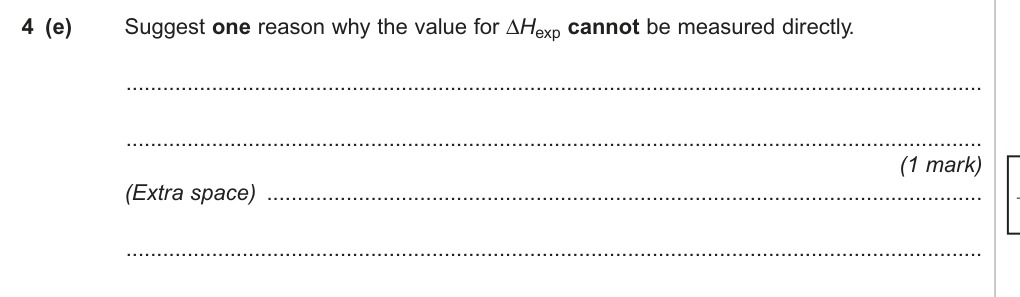 4 (e) Suggest one reason why the value for ΔHexp cannot be measured directly.
(1 mark)
(Extra space)